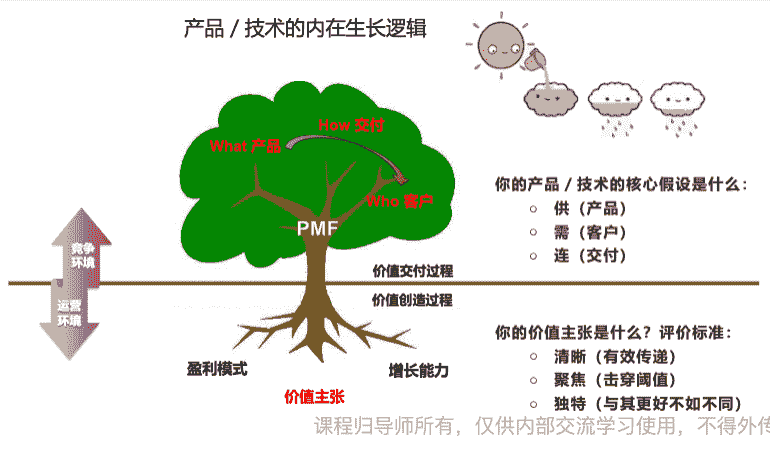 产品 / 技术的内在生长逻辑
How 交付
What 产品
Who 客户
PMF
竞争
环境
运营
环境
价值交付过程
价值创造过程
盈利模式
增长能力
价值主张
你的产品 / 技术的核心假设是什么：
供（产品）
需（客户）
连（交付）
你的价值主张是什么？评价标准：
清晰（有效传递）
聚焦（击穿阈值）
独特（与其更好不如不同）
课程归导师所有，仅供内部交流学习使用，不得外传